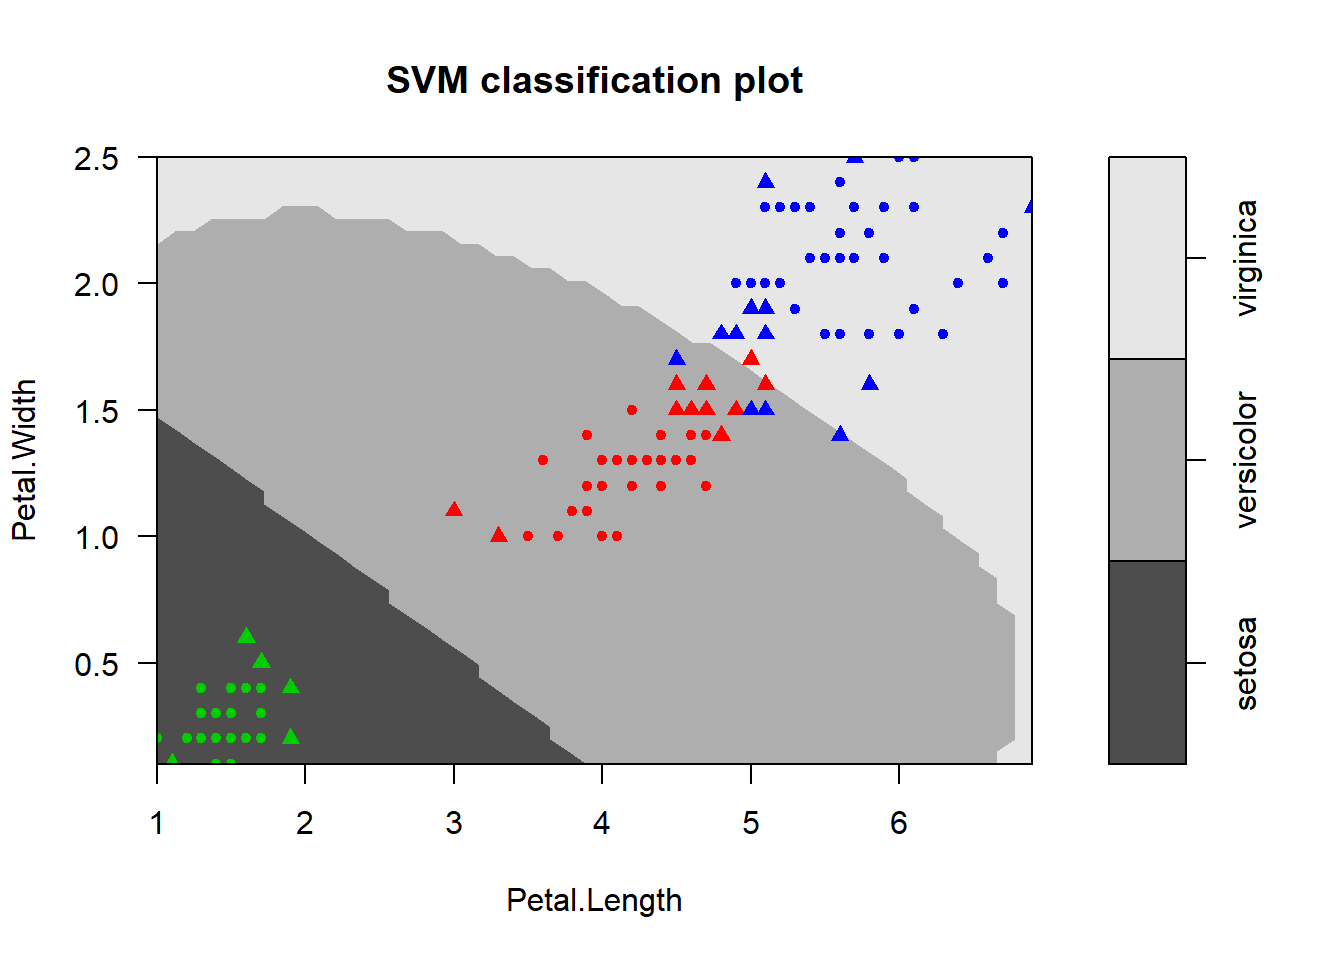 SVM classification plot
2.5
2.0
1.5
1.0
0.5
Petal.Width
1 2 3 4 5 6
Petal.Length
virginica
versicolor
setosa